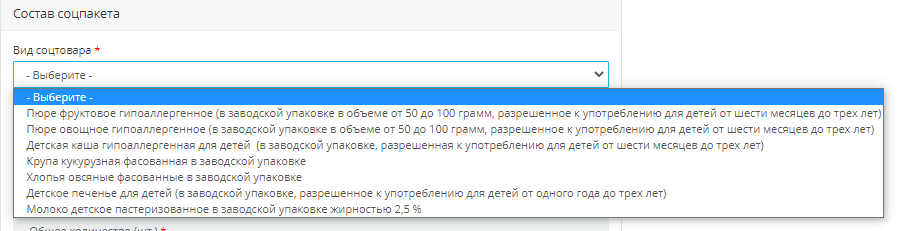 Состав соцпакета
Вид соцтовара *
- Выберите -
- Выберите -
Пюре фруктовое гипоаллергенное (в заводской упаковке в объеме от 50 до 100 грамм, разрешенное к употреблению для детей от шести месяцев до трех лет)
Пюре овощное гипоаллергенное (в заводской упаковке в объеме от 50 до 100 грамм, разрешенное к употреблению для детей от шести месяцев до трех лет)
Детская каша гипоаллергенная для детей (в заводской упаковке, разрешенная к употреблению для детей от шести месяцев до трех лет)
Крупа кукурузная фасованная в заводской упаковке
Хлопья овсяные фасованные в заводской упаковке
Детское печенье для детей (в заводской упаковке, разрешенное к употреблению для детей от одного года до трех лет)
Молоко детское пастеризованное в заводской упаковке жирностью 2,5 %
Общее количество (шт.) *